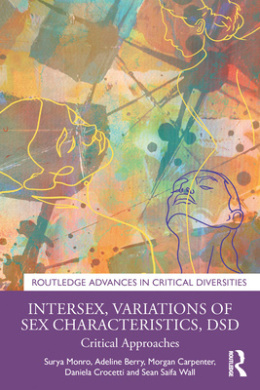 ROUTLEDGE ADVANCES IN CRITICAL DIVERSITIES
INTERSEX, VARIATIONS OF
SEX CHARACTERISTICS, DSD
Critical Approaches
Surya Monro, Adeline Berry, Morgan Carpenter,
Daniela Crocetti and Sean Saifa Wall
ROUTLEDGE